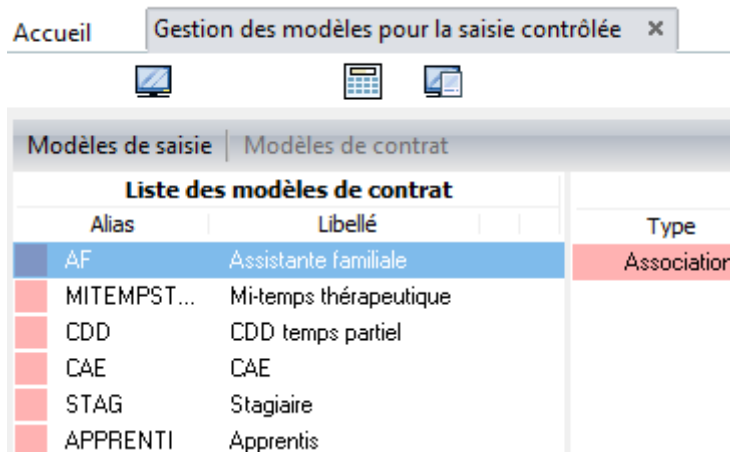 Accueil Gestion des modèles pour la saisie contrôlée ×
Modèles de saisie Modèles de contrat
Liste des modèles de contrat
Alias Libellé Type
AF Assistante familiale Association
MITEMPST... Mi-temps thérapeutique
CDD CDD temps partiel
CAE CAE
STAG Stagiaire
APPRENTI Apprentis